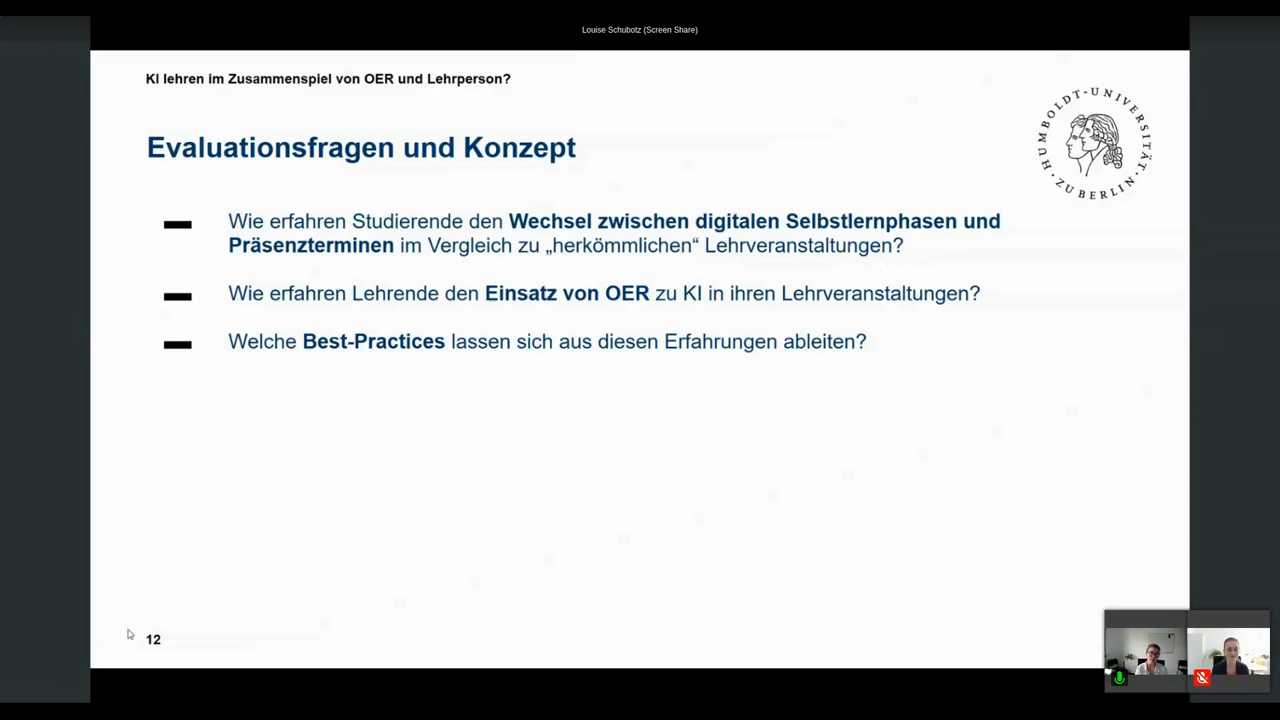 Louise Schubotz (Screen Share)
KI lehren im Zusammenspiel von OER und Lehrperson?
HUMBOLDT-UNIVERSITÄT
ZU BERLIN
Evaluationsfragen und Konzept
Wie erfahren Studierende den Wechsel zwischen digitalen Selbstlernphasen und
Präsenzterminen im Vergleich zu „herkömmlichen“ Lehrveranstaltungen?
Wie erfahren Lehrende den Einsatz von OER zu KI in ihren Lehrveranstaltungen?
Welche Best-Practices lassen sich aus diesen Erfahrungen ableiten?
12